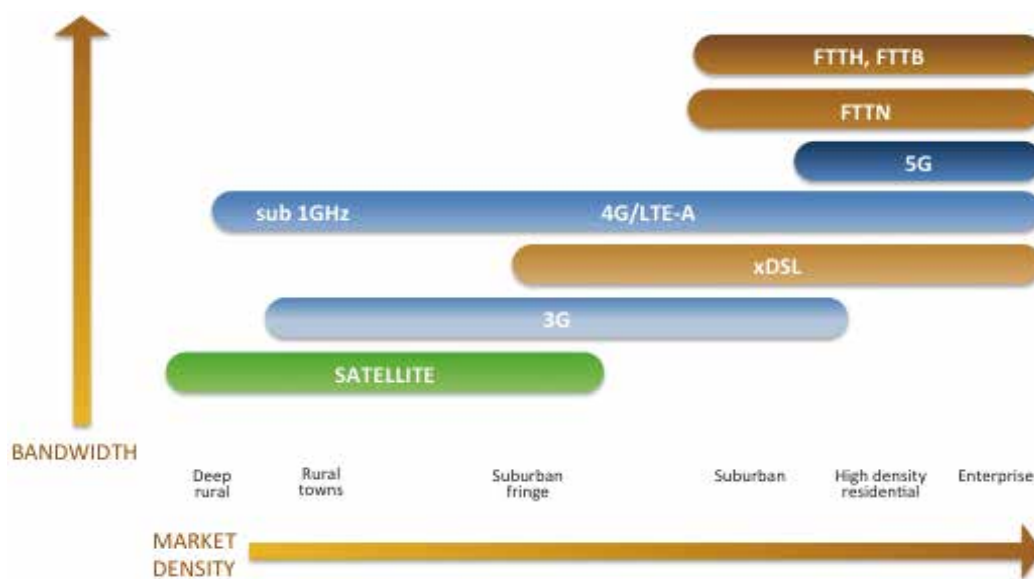 FTTH, FTTB
FTTN
5G
sub 1GHz 4G/LTE-A
xDSL
3G
SATELLITE
BANDWIDTH
Deep
rural
Rural
towns
Suburban
fringe
Suburban
High density
residential
Enterprise
MARKET
DENSITY